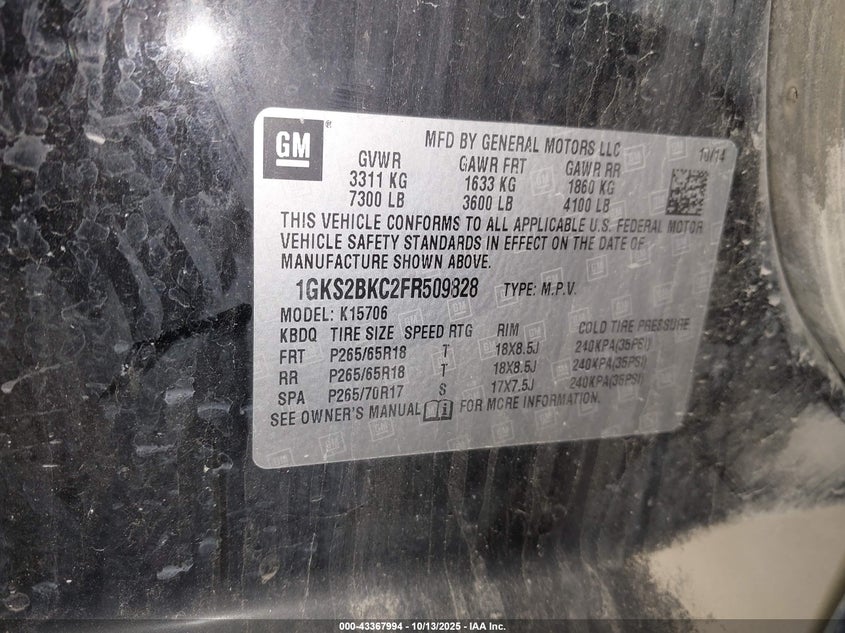 GM
MFD BY GENERAL MOTORS LLC
10/14
GVWR GAWR FRT GAWR RR
3311 KG 1633 KG 1860 KG
7300 LB 3600 LB 4100 LB
THIS VEHICLE CONFORMS TO ALL APPLICABLE U.S. FEDERAL MOTOR
VEHICLE SAFETY STANDARDS IN EFFECT ON THE DATE OF
MANUFACTURE SHOWN ABOVE.
1GKS2BKC2FR509828 TYPE: M.P.V.
MODEL: K15706
KBDQ TIRE SIZE SPEED RTG RIM COLD TIRE PRESSURE
FRT P265/65R18 T 18X8.5J 240KPA(35PSI)
RR P265/65R18 T 18X8.5J 240KPA(35PSI)
SPA P265/70R17 S 17X7.5J 240KPA(35PSI)
SEE OWNER'S MANUAL FOR MORE INFORMATION.
000-43367994 - 10/13/2025 - IAA Inc.